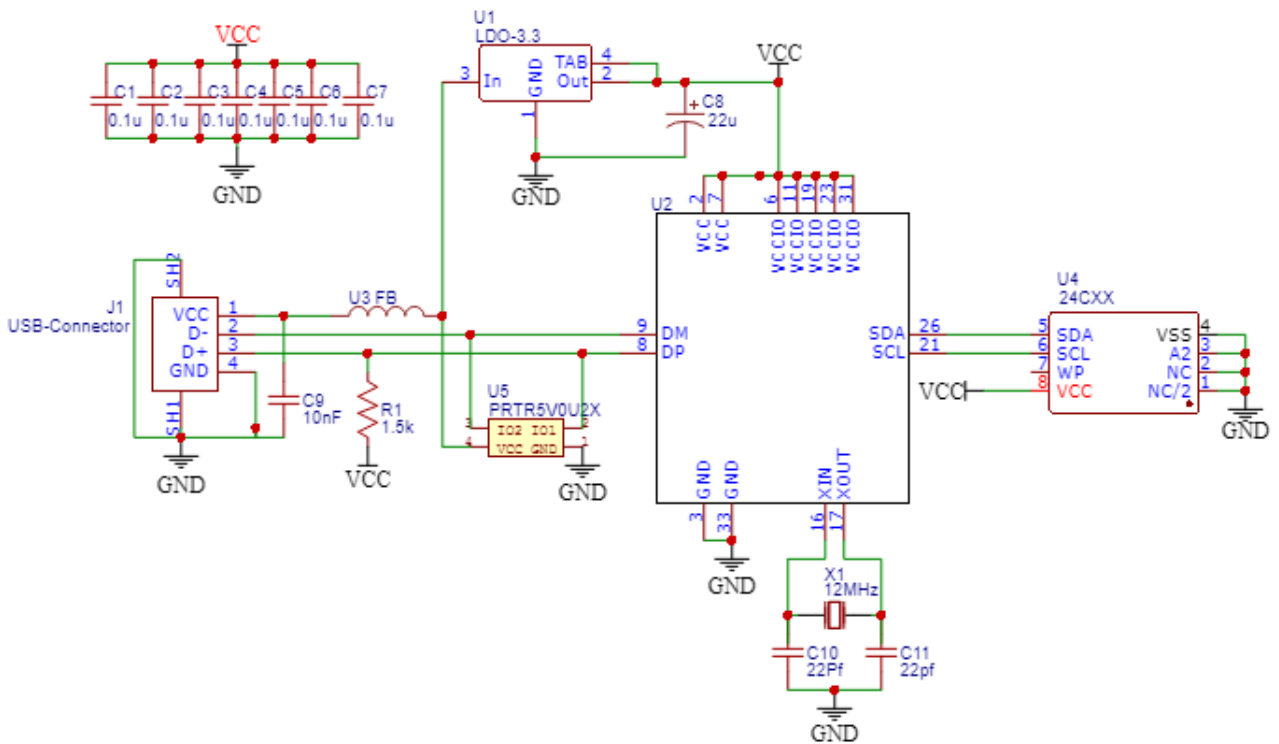 VCC
C1
0.1u
C2
0.1u
C3
0.1u
C4
0.1u
C5
0.1u
C6
0.1u
C7
0.1u
GND
U1
LDO-3.3
3
In
GND
1
TAB
4
Out
2
VCC
C8
22u
GND
U2
2
VCC
7
VCC
6
VCCIO
11
VCCIO
19
VCCIO
23
VCCIO
31
VCCIO
9
DM
8
DP
SDA
26
SCL
21
GND
3
GND
33
GND
XIN
16
XOUT
17
J1
USB-Connector
SH2
VCC
1
D-
2
D+
3
GND
4
SH1
GND
C9
10nF
U3 FB
R1
1.5k
VCC
U5
PRTR5V0U2X
3
IO2
IO1
2
4
VCC
GND
1
GND
U4
24CXX
5
SDA
6
SCL
7
WP
8
VCC
VSS
4
A2
3
NC
2
NC/2
1
VCC
GND
X1
12MHz
C10
22Pf
C11
22pf
GND